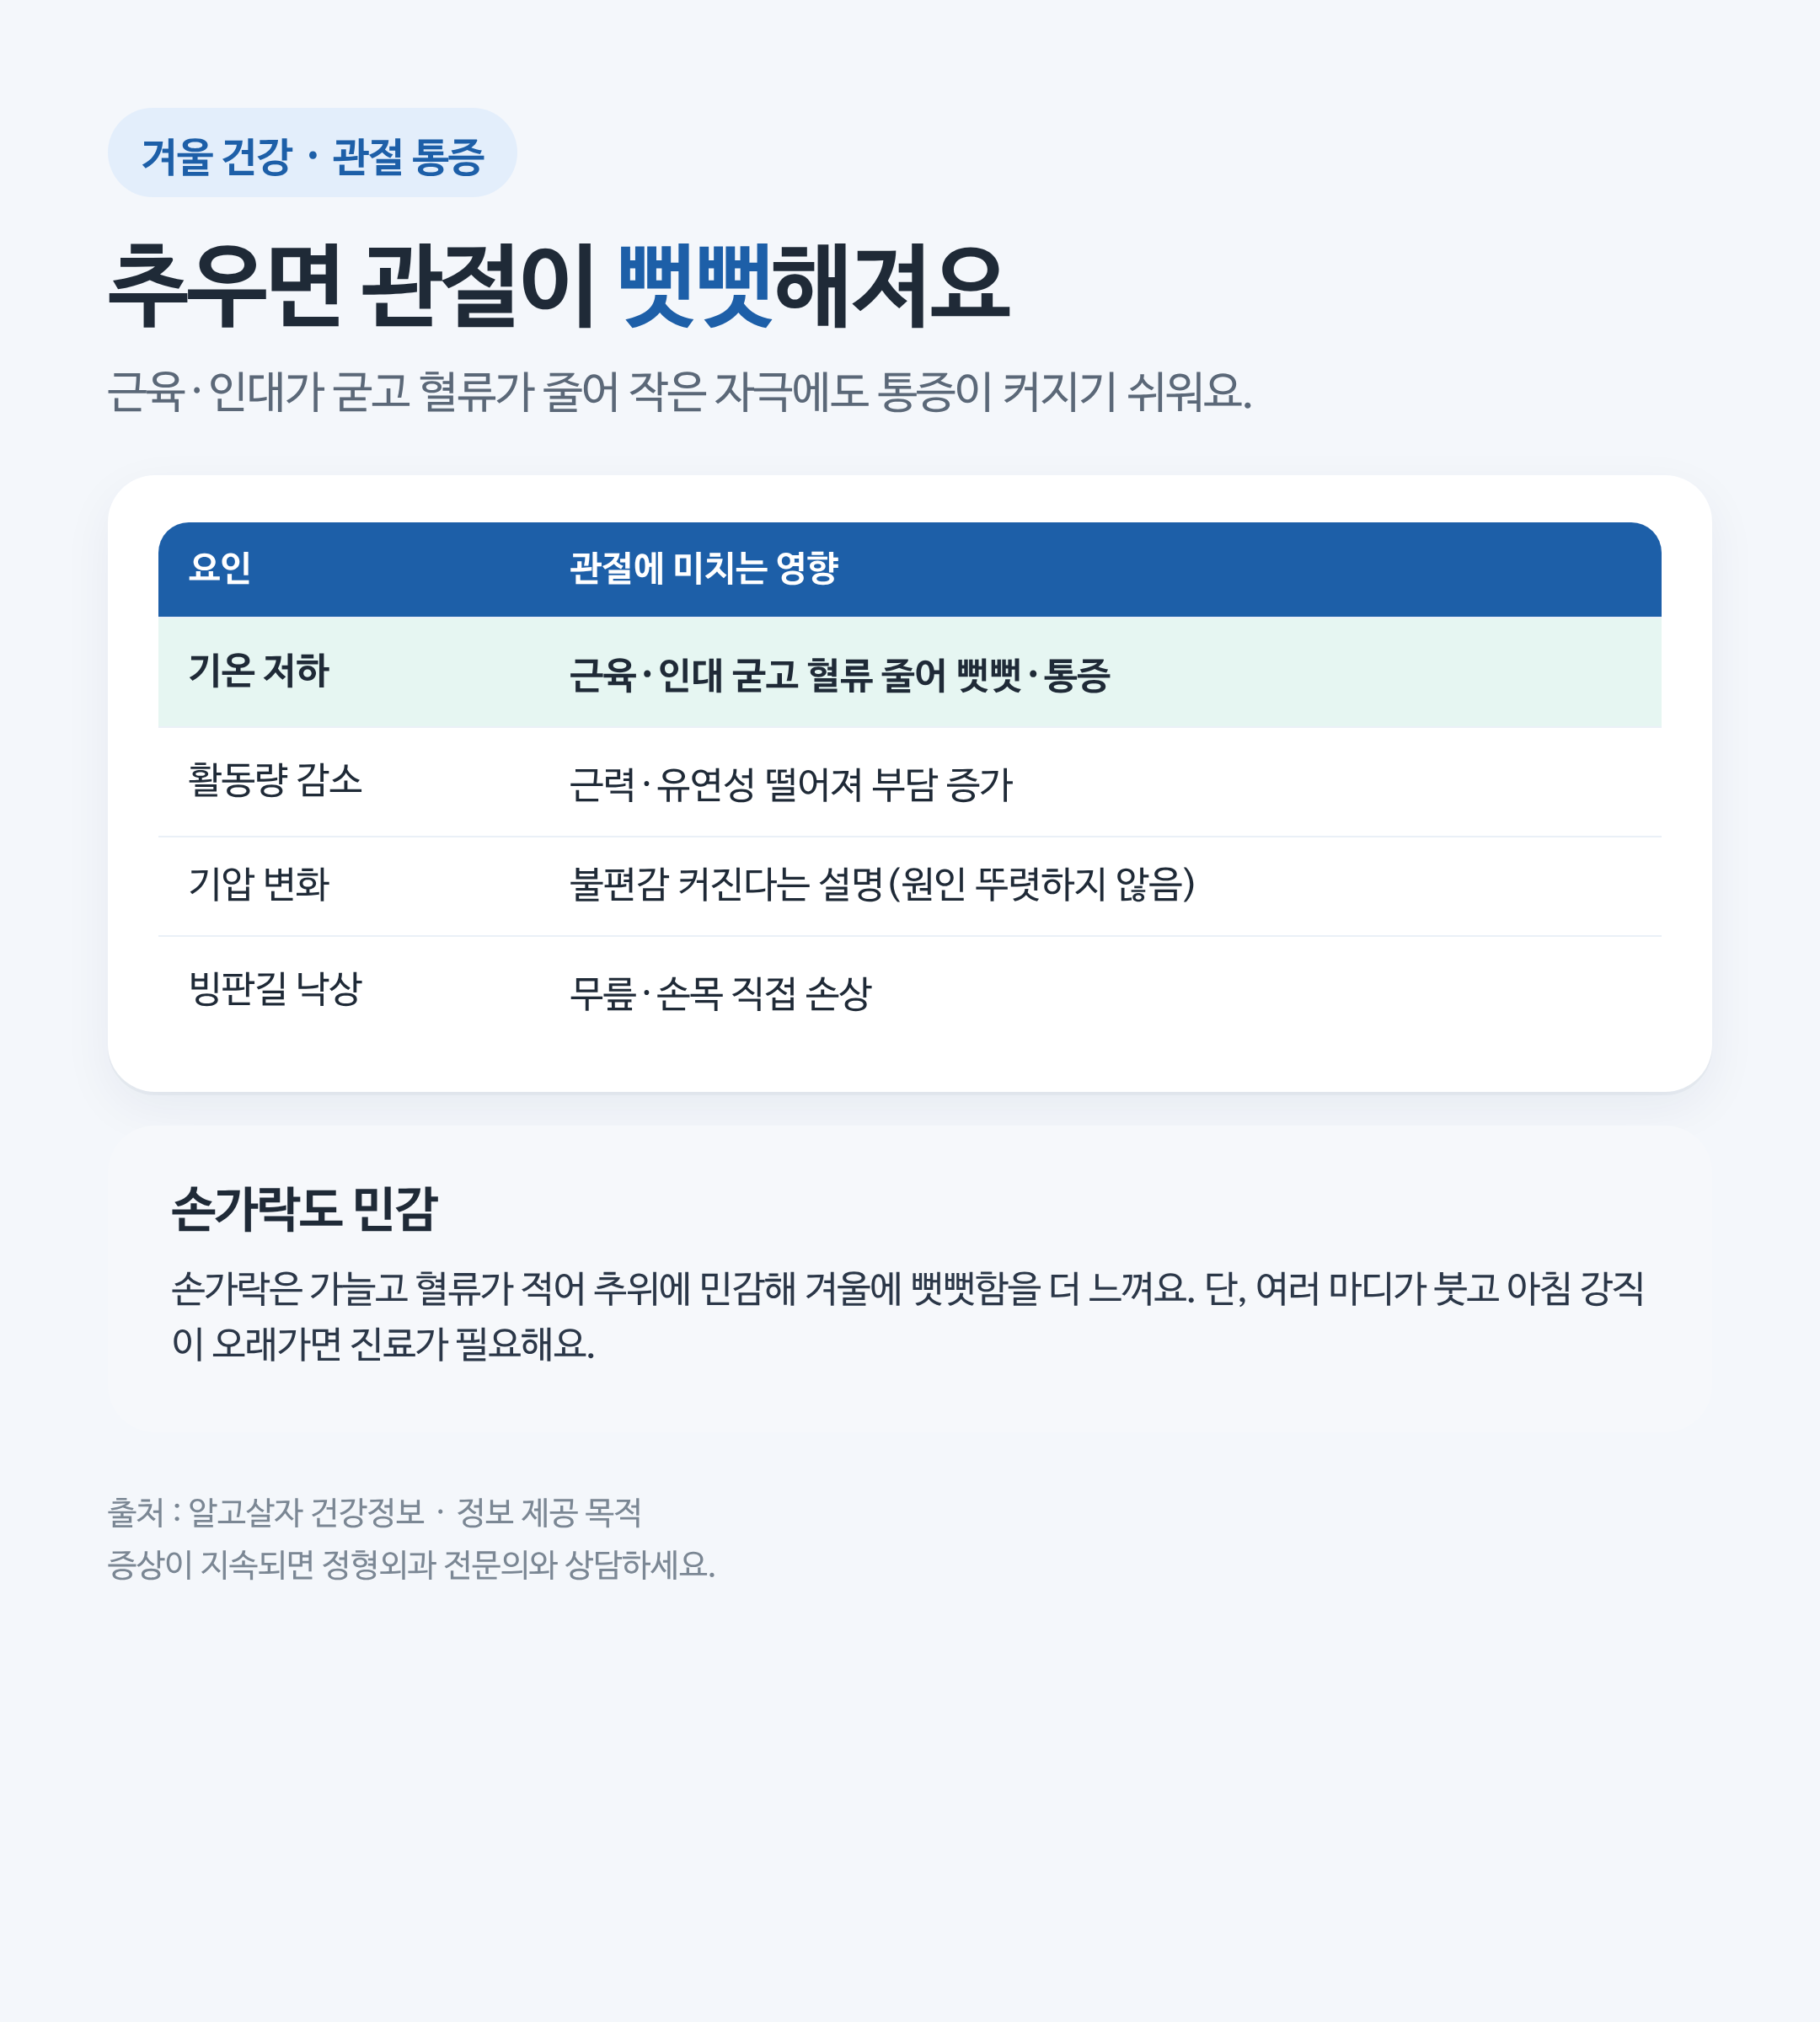 겨울 건강 · 관절 통증
추우면 관절이 뻣뻣해져요
근육·인대가 굳고 혈류가 줄어 작은 자극에도 통증이 커지기 쉬워요.
요인 관절에 미치는 영향
기온 저하 근육·인대 굳고 혈류 줄어 뻣뻣·통증
활동량 감소 근력·유연성 떨어져 부담 증가
기압 변화 불편감 커진다는 설명(원인 뚜렷하지 않음)
빙판길 낙상 무릎·손목 직접 손상
손가락도 민감
손가락은 가늘고 혈류가 적어 추위에 민감해 겨울에 뻣뻣함을 더 느껴요. 단, 여러 마디가 붓고 아침 강직
이 오래가면 진료가 필요해요.
출처 : 알고살자 건강정보 · 정보 제공 목적
증상이 지속되면 정형외과 전문의와 상담하세요.